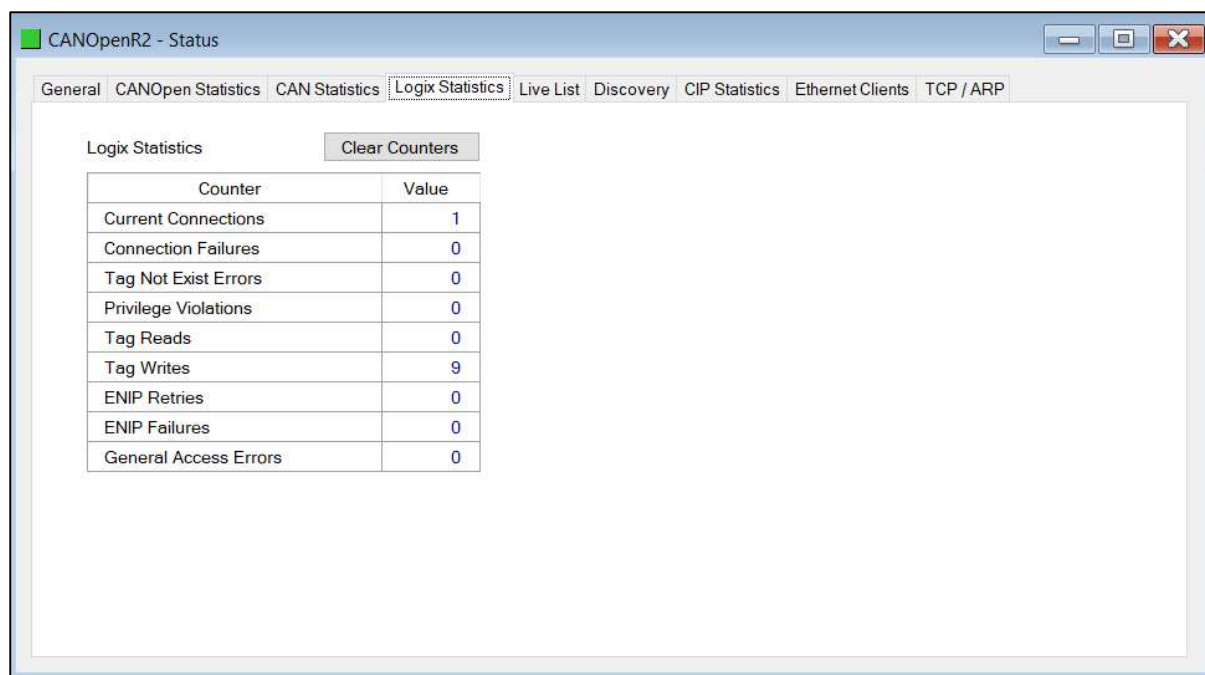 CANOpenR2 - Status
General CANOpen Statistics CAN Statistics Logix Statistics Live List Discovery CIP Statistics Ethernet Clients TCP / ARP
Logix Statistics Clear Counters
Counter Value
Current Connections 1
Connection Failures 0
Tag Not Exist Errors 0
Privilege Violations 0
Tag Reads 0
Tag Writes 9
ENIP Retries 0
ENIP Failures 0
General Access Errors 0